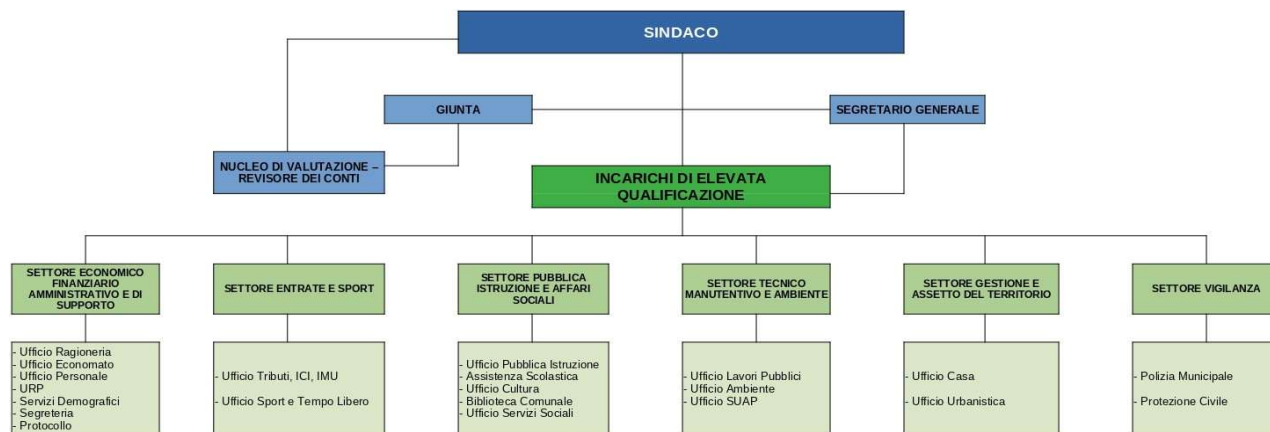 SINDACO
GIUNTA
SEGRETARIO GENERALE
NUCLEO DI VALUTAZIONE –
REVISORE DEI CONTI
INCARICHI DI ELEVATA
QUALIFICAZIONE
SETTORE ECONOMICO
FINANZIARIO
AMMINISTRATIVO E DI
SUPPORTO
SETTORE ENTRATE E SPORT
SETTORE PUBBLICA
ISTRUZIONE E AFFARI
SOCIALI
SETTORE TECNICO
MANUTENTIVO E AMBIENTE
SETTORE GESTIONE E
ASSETTO DEL TERRITORIO
SETTORE VIGILANZA
- Ufficio Ragioneria
- Ufficio Economato
- Ufficio Personale
- URP
- Servizi Demografici
- Segreteria
- Protocollo
- Ufficio Tributi, ICI, IMU
- Ufficio Sport e Tempo Libero
- Ufficio Pubblica Istruzione
- Assistenza Scolastica
- Ufficio Cultura
- Biblioteca Comunale
- Ufficio Servizi Sociali
- Ufficio Lavori Pubblici
- Ufficio Ambiente
- Ufficio SUAP
- Ufficio Casa
- Ufficio Urbanistica
- Polizia Municipale
- Protezione Civile